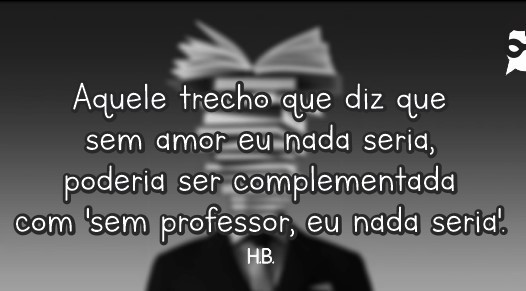 Aquele trecho que diz que
sem amor eu nada seria,
poderia ser complementada
com 'sem professor, eu nada seria'.
H.B.